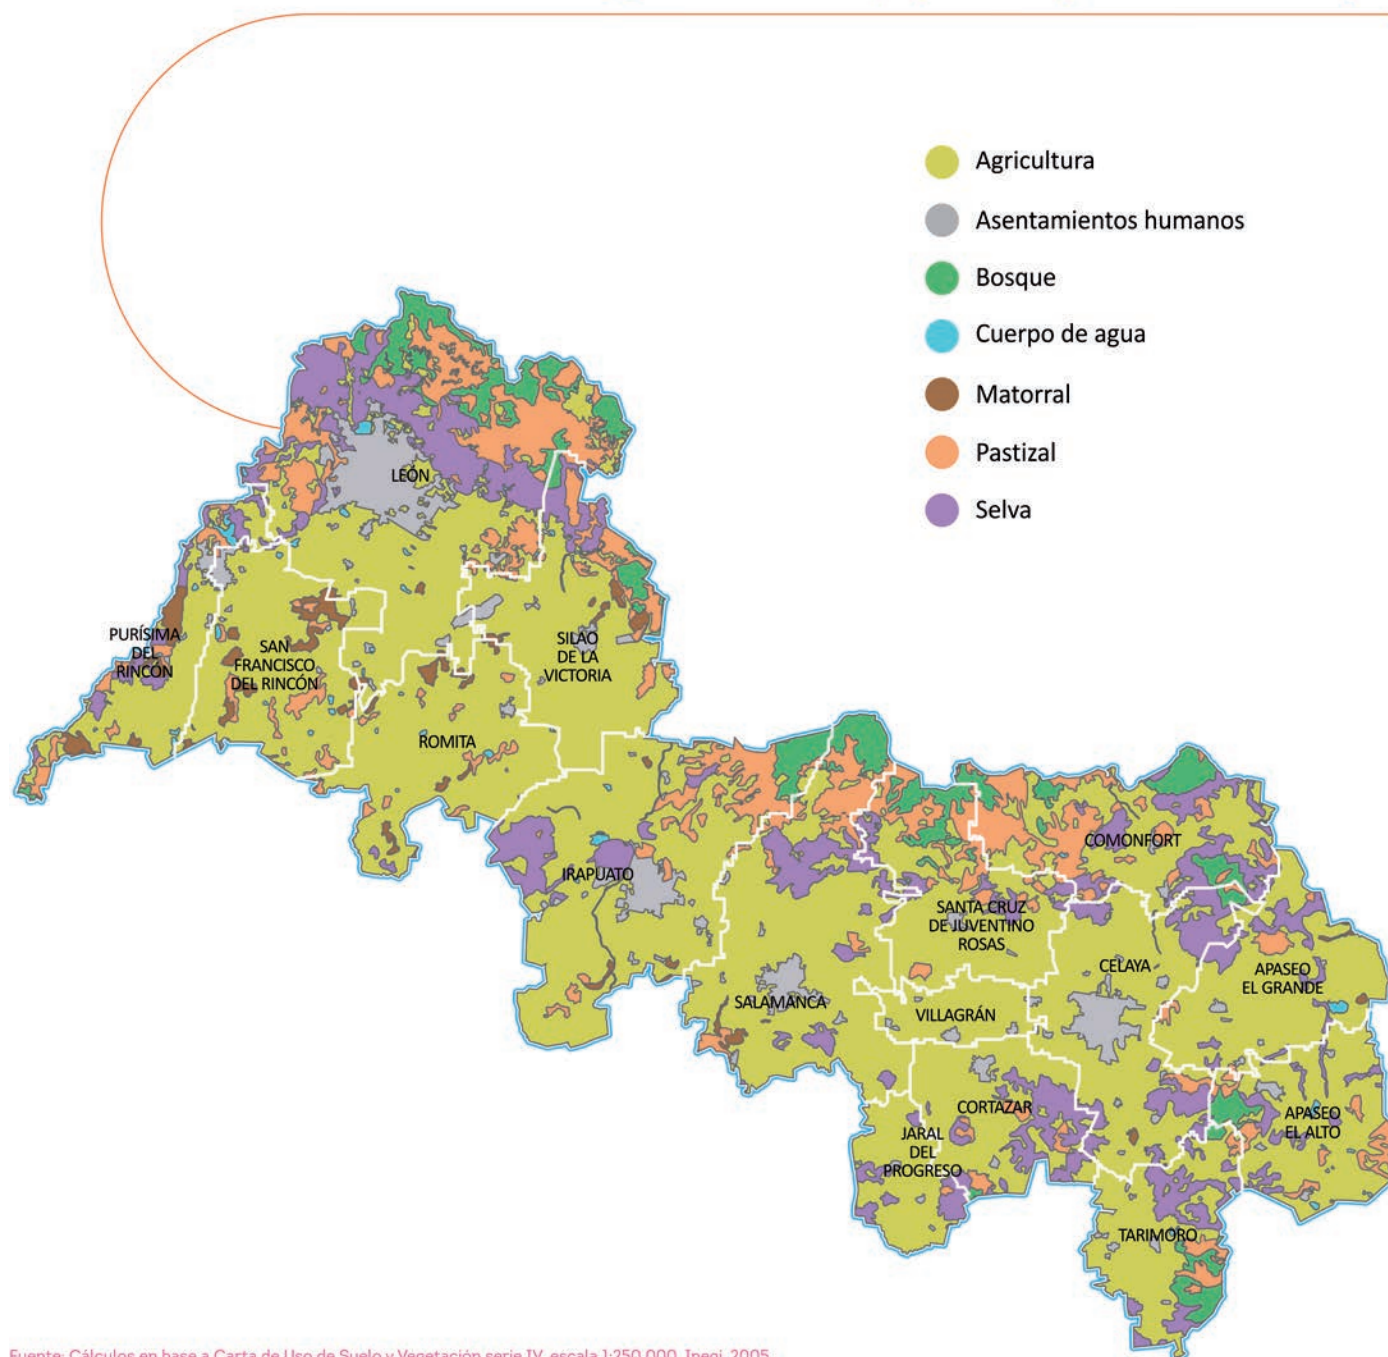 Agricultura
Asentamientos humanos
Bosque
Cuerpo de agua
Matorral
Pastizal
Selva
LEÓN
PURÍSIMA
DEL
RINCÓN
SAN
FRANCISCO
DEL RINCÓN
SILAO
DE LA
VICTORIA
ROMITA
IRAPUATO
COMONFORT
SANTA CRUZ
DE JUVENTINO
ROSAS
CELAYA
APASEO
EL GRANDE
SALAMANCA
VILLAGRÁN
CORTAZAR
APASEO
EL ALTO
JARAL
DEL
PROGRESO
TARIMORO
Fuente: Cálculos en base a Carta de Uso de Suelo y Vegetación serie IV, escala 1:250 000, Inegi, 2005